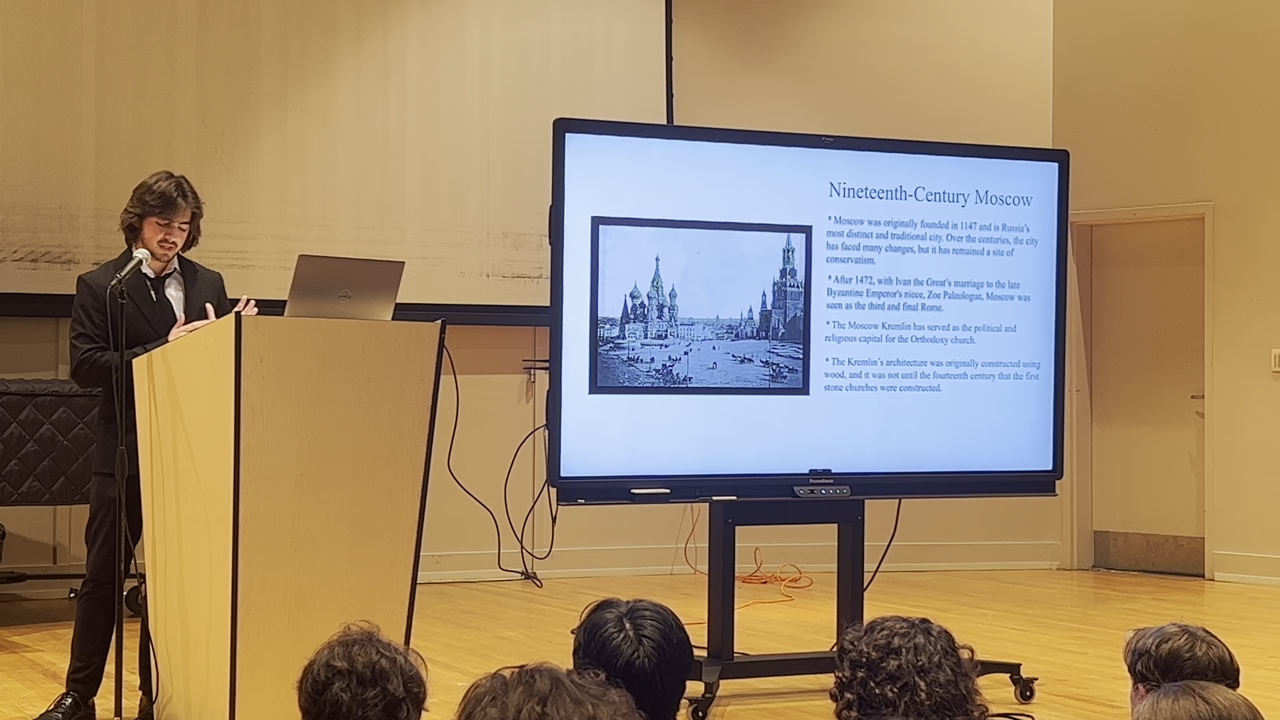 Nineteenth-Century Moscow
* Moscow was originally founded in 1147 and is Russia's
most distinct and traditional city. Over the centuries, the city
has faced many changes, but it has remained a site of
conservatism.
* After 1472, with Ivan the Great's marriage to the late
Byzantine Emperor's niece, Zoe Paleologue, Moscow was
seen as the third and final Rome.
* The Moscow Kremlin has served as the political and
religious capital for the Orthodox church.
* The Kremlin's architecture was originally constructed using
wood, and it was not until the fourteenth century that the first
stone churches were constructed.
Promethean
DELL